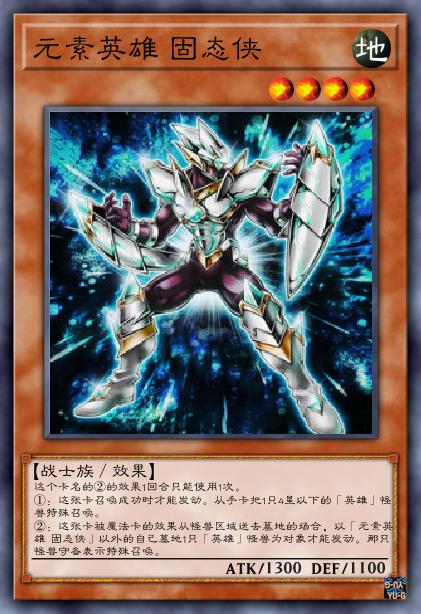 元素英雄 固态侠
地
【战士族／效果】
这个卡名的②的效果1回合只能使用1次。
①：这张卡召唤成功时才能发动。从手卡把1只4星以下的「英雄」怪
兽特殊召唤。
②：这张卡被魔法卡的效果从怪兽区域送去墓地的场合，以「元素英
雄 固态侠」以外的自己墓地1只「英雄」怪兽为对象才能发动。那只
怪兽守备表示特殊召唤。
ATK/1300 DEF/1100